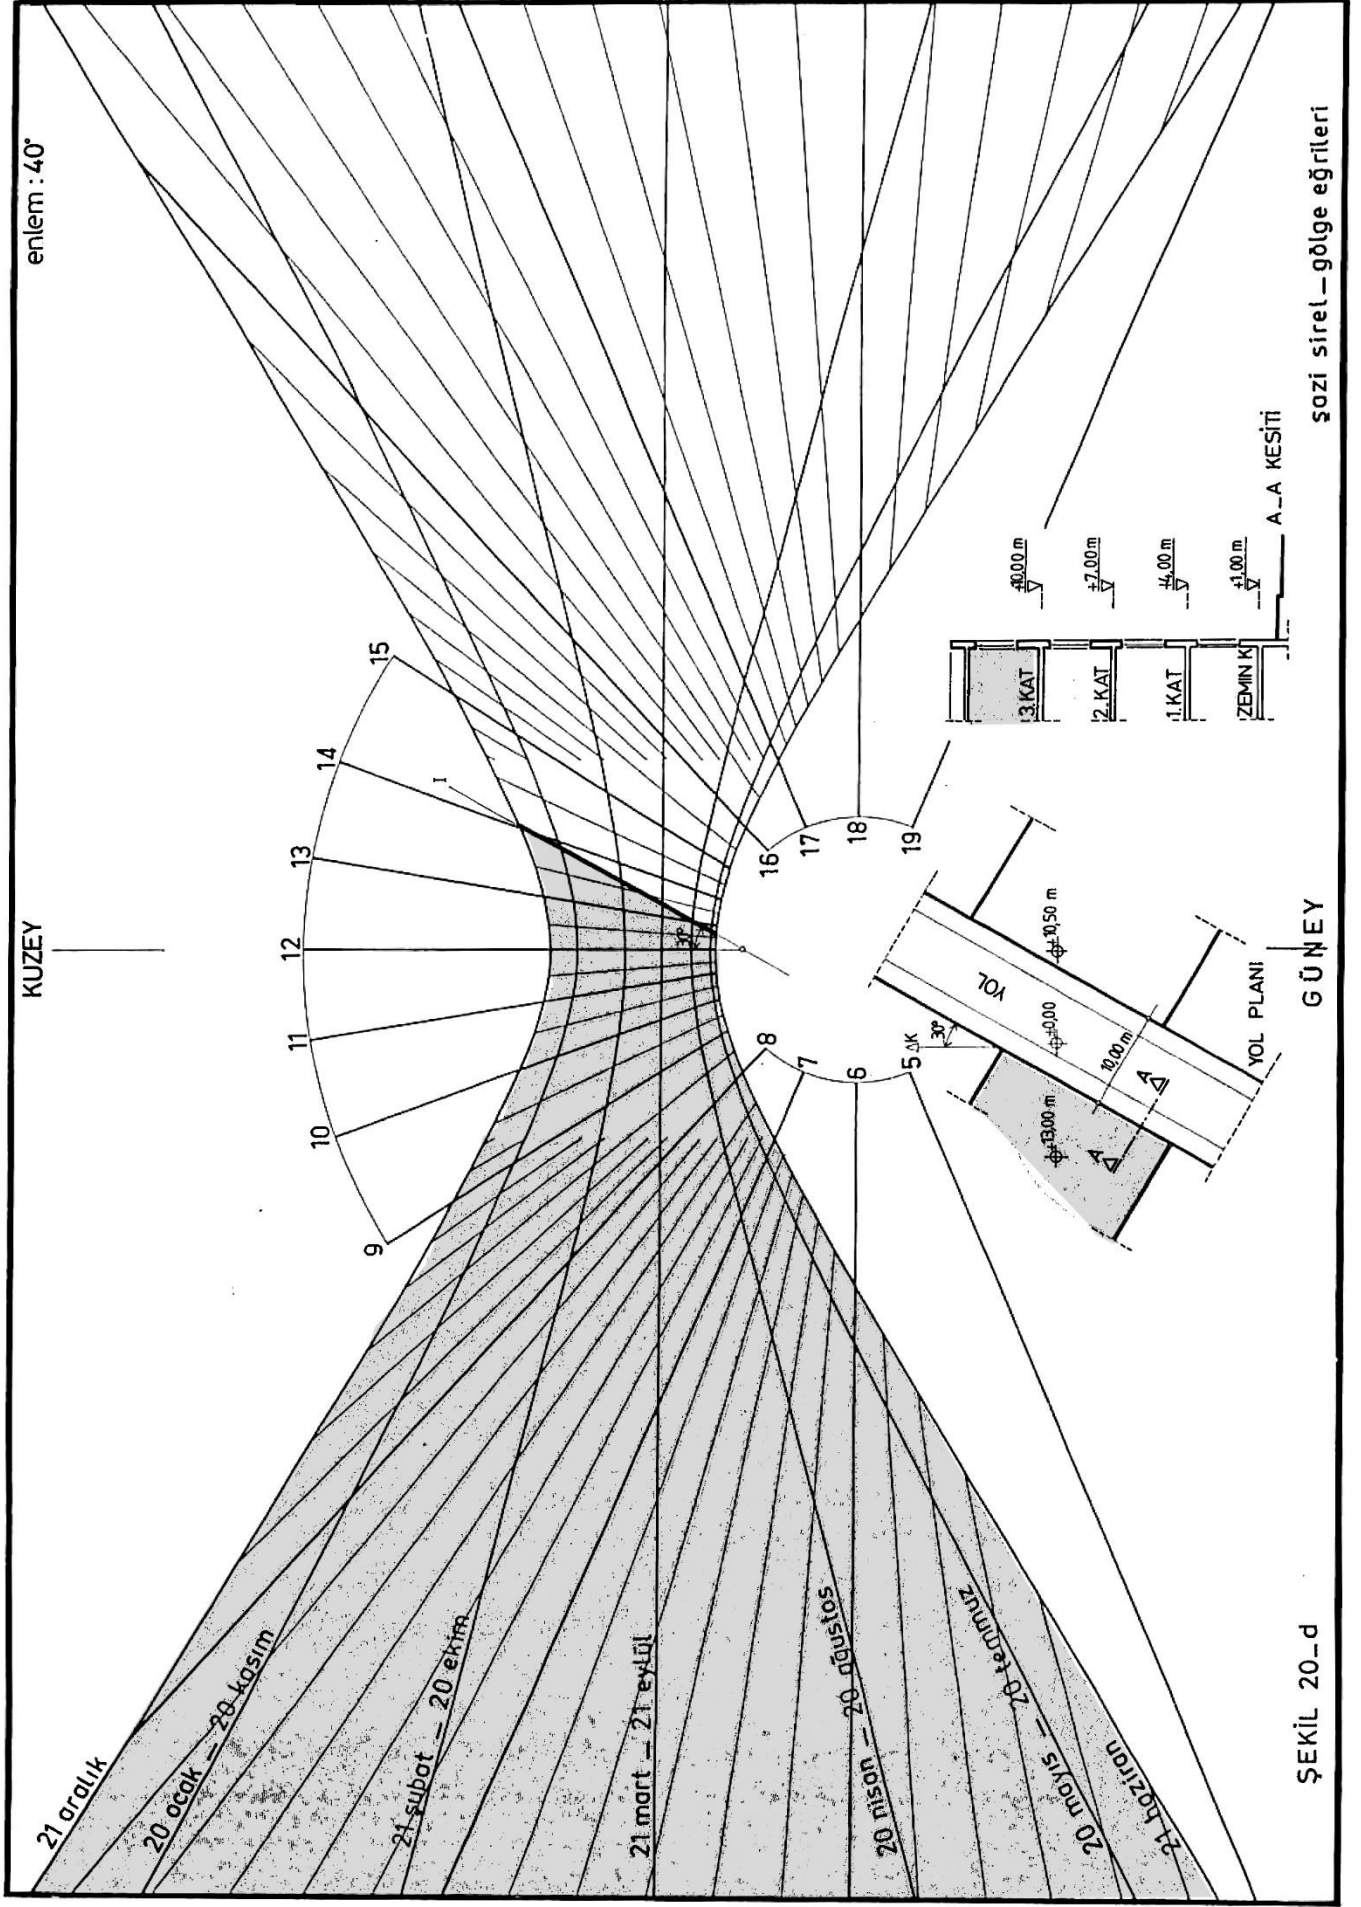 enlem : 40°
KUZEY
şazi sirel_gölge eğrileri
15
14
13
12
11
10
9
I
30°
16
17
18
19
8
7
6
5
21 aralık
20 ocak _ 20 kasım
21 şubat _ 20 ekim
21 mart _ 21 eylül
20 nisan _ 20 ağustos
20 mayıs _ 20 temmuz
21 haziran
+10,00 m
+7,00 m
+4,00 m
+1,00 m
3.KAT
2.KAT
1.KAT
ZEMİN K
A_A KESİTİ
K
30°
YOL
+10,50 m
±0,00
10,00 m
+13,00 m
A
A
YOL PLANI
GÜNEY
ŞEKİL 20_d